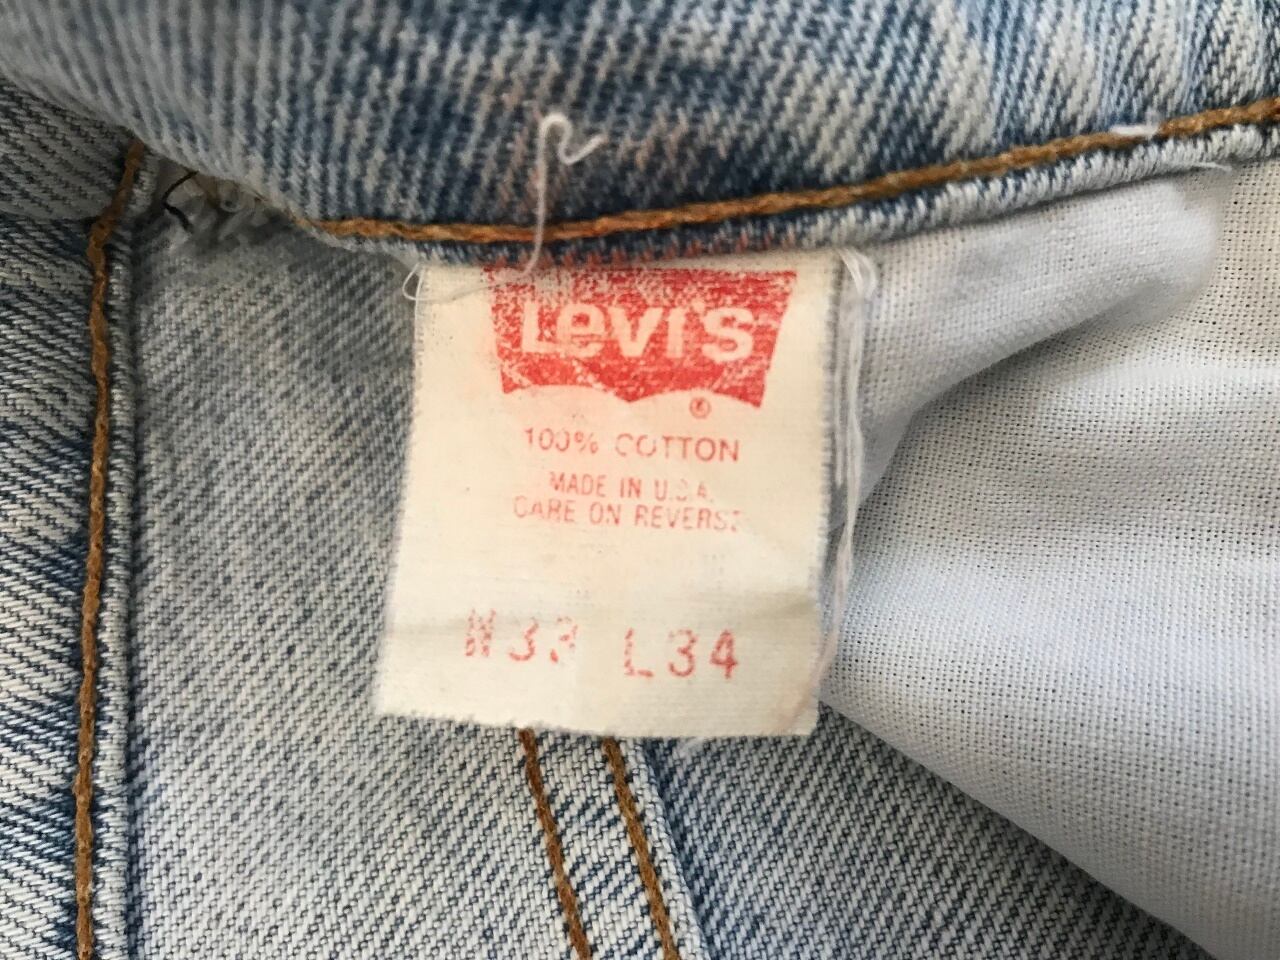 Levi's
®
100% COTTON
MADE IN U.S.A.
CARE ON REVERSE
W33 L34